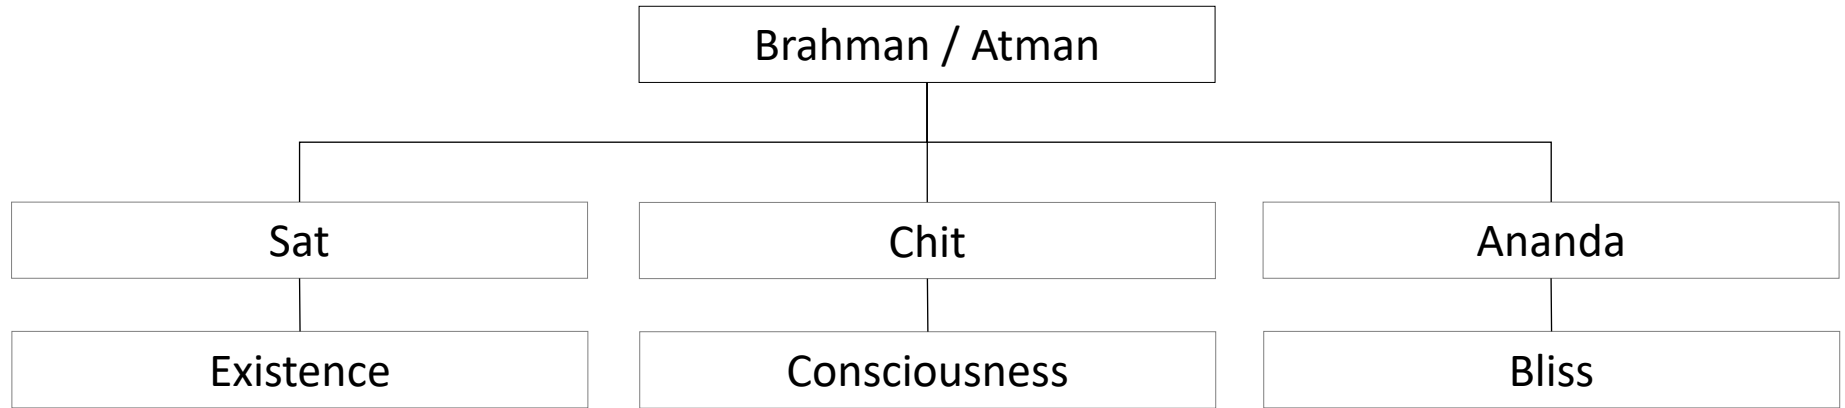 Brahman / Atman
Sat
Chit
Ananda
Existence
Consciousness
Bliss